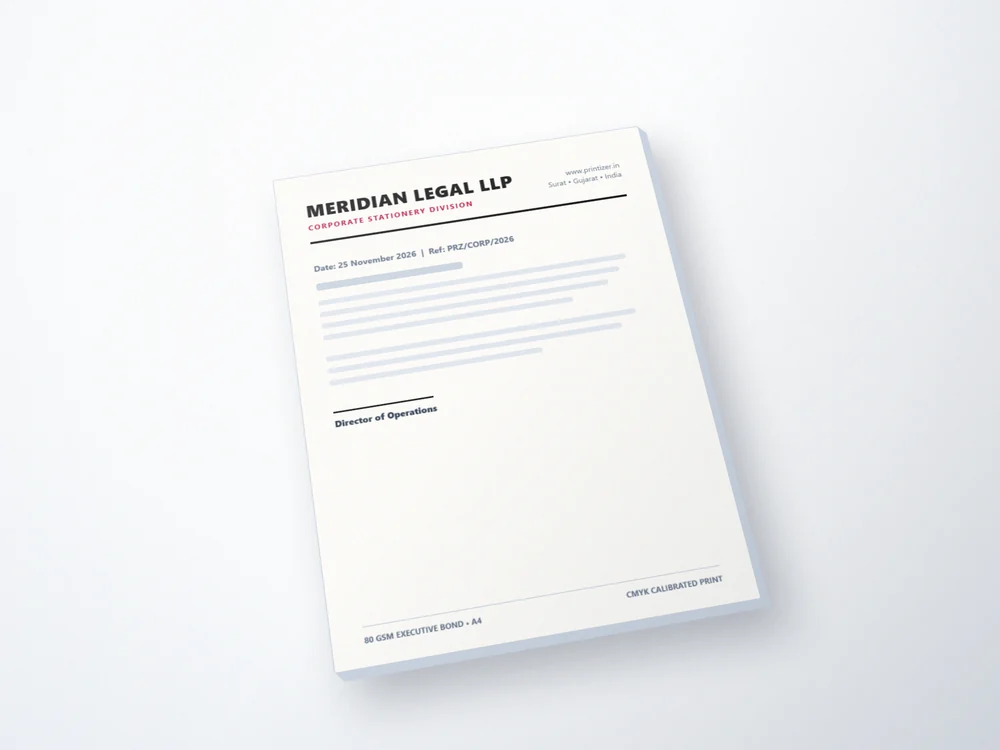 MERIDIAN LEGAL LLP
CORPORATE STATIONERY DIVISION
www.printizer.in
Surat • Gujarat • India
Date: 25 November 2026 | Ref: PRZ/CORP/2026
Director of Operations
80 GSM EXECUTIVE BOND • A4
CMYK CALIBRATED PRINT